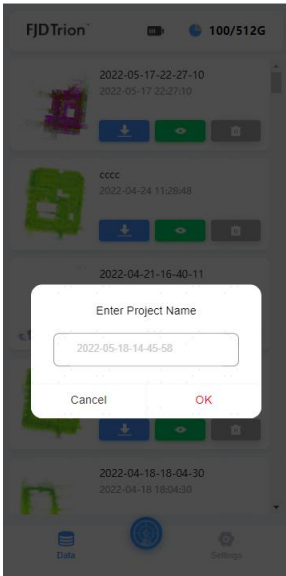 FJDTrion
100/512G
2022-05-17-22-27-10
2022-05-17 22:27:10
cccc
2022-04-24 11:28:48
2022-04-21-16-40-11
Enter Project Name
2022-05-18-14-45-58
Cancel
OK
2022-04-18-18-04-30
2022-04-18 18:04:30
Data
Settings